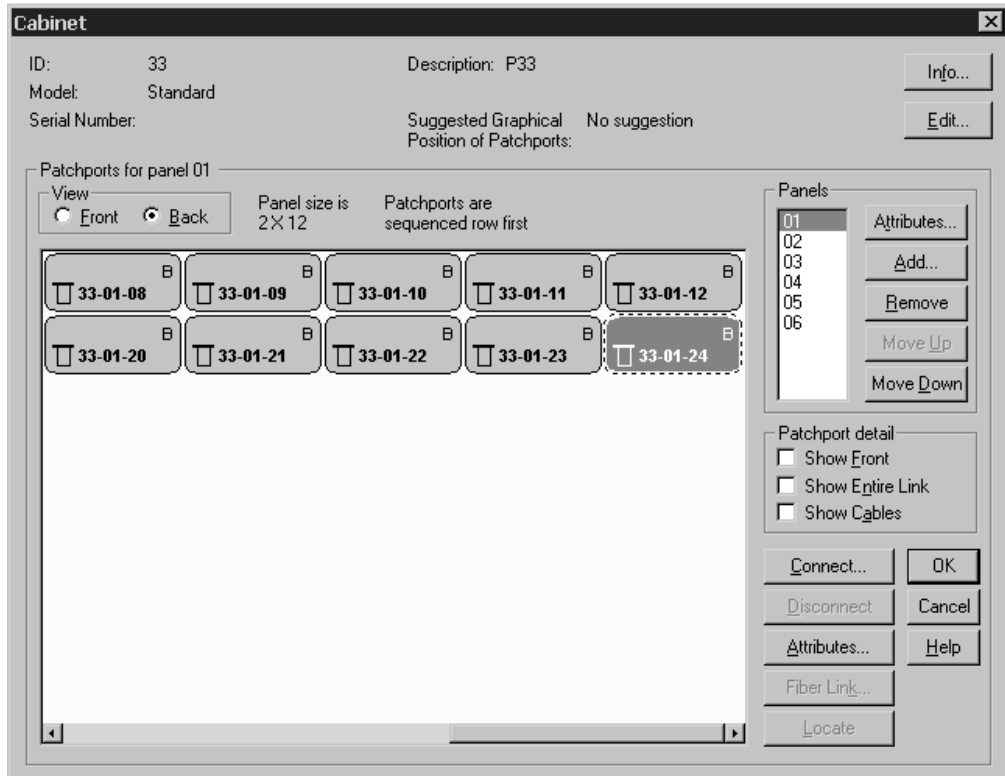 Cabinet
ID: 33 Description: P33
Info...
Model: Standard
Serial Number: Suggested Graphical No suggestion
Position of Patchports:
Edit...
Patchports for panel 01
View
Front Back
Panel size is
2 X 12
Patchports are
sequenced row first
B B B B B
33-01-08 33-01-09 33-01-10 33-01-11 33-01-12
B B B B B
33-01-20 33-01-21 33-01-22 33-01-23 33-01-24
Panels
01
02
03
04
05
06
Attributes...
Add...
Remove
Move Up
Move Down
Patchport detail
Show Front
Show Entire Link
Show Cables
Connect... OK
Disconnect Cancel
Attributes... Help
Fiber Link...
Locate